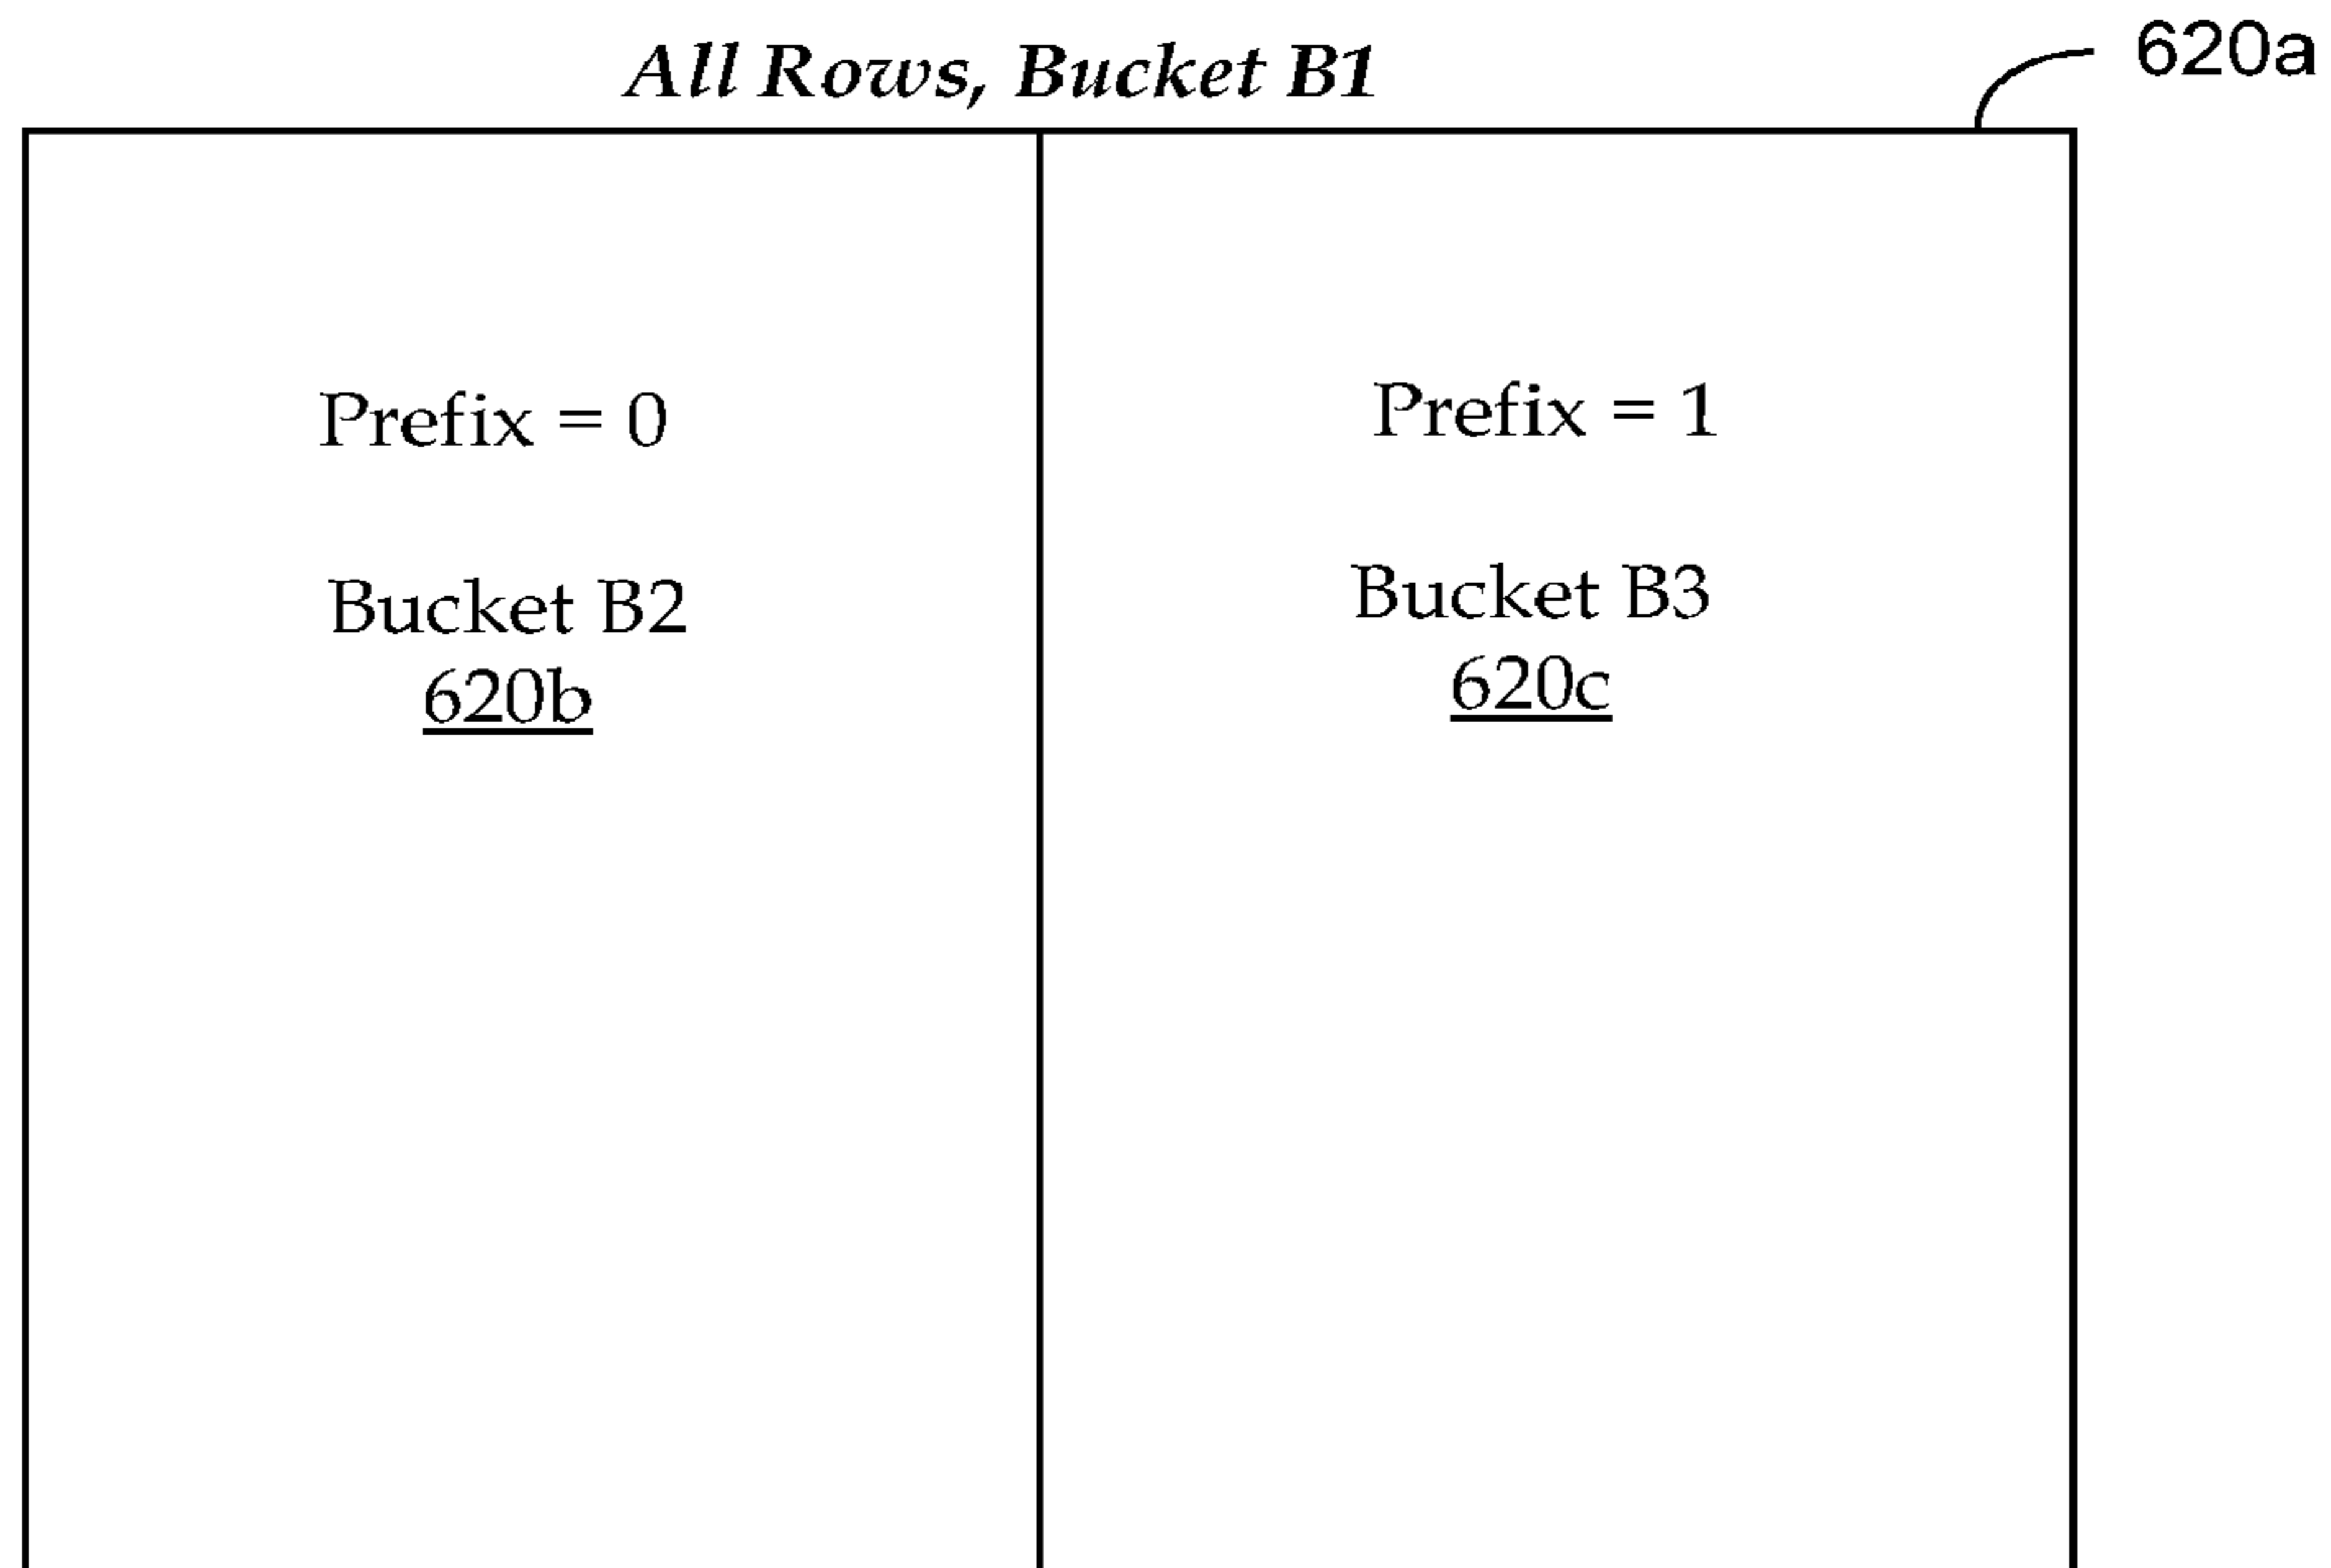 All Rows, Bucket B1
620a
Prefix = 0
Bucket B2
620b
Prefix = 1
Bucket B3
620c